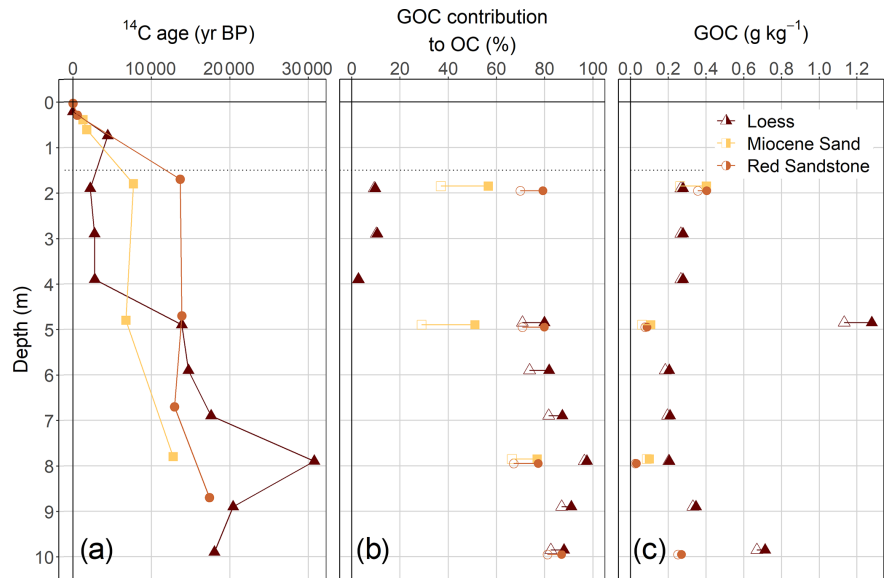 ¹⁴C age (yr BP)
GOC contribution
to OC (%)
GOC (g kg⁻¹)
0 10000 20000 30000
0 20 40 60 80 100
0.0 0.2 0.4 0.6 0.8 1.0 1.2
Depth (m)
0
1
2
3
4
5
6
7
8
9
10
Loess
Miocene Sand
Red Sandstone
(a)
(b)
(c)